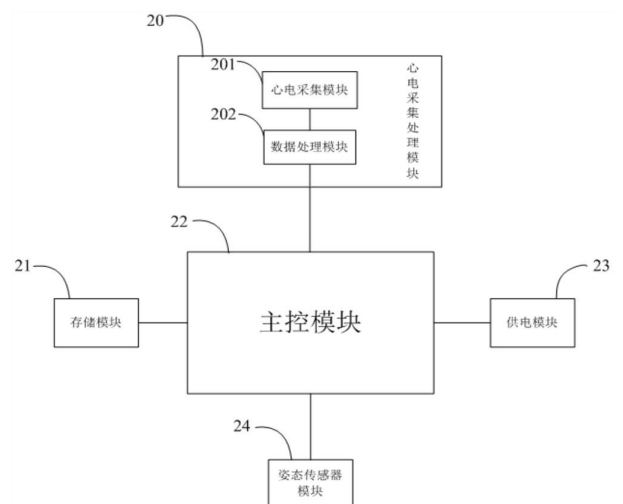 20
201
心电采集模块
202
数据处理模块
心电采集处理模块
22
21
23
存储模块
主控模块
供电模块
24
姿态传感器
模块